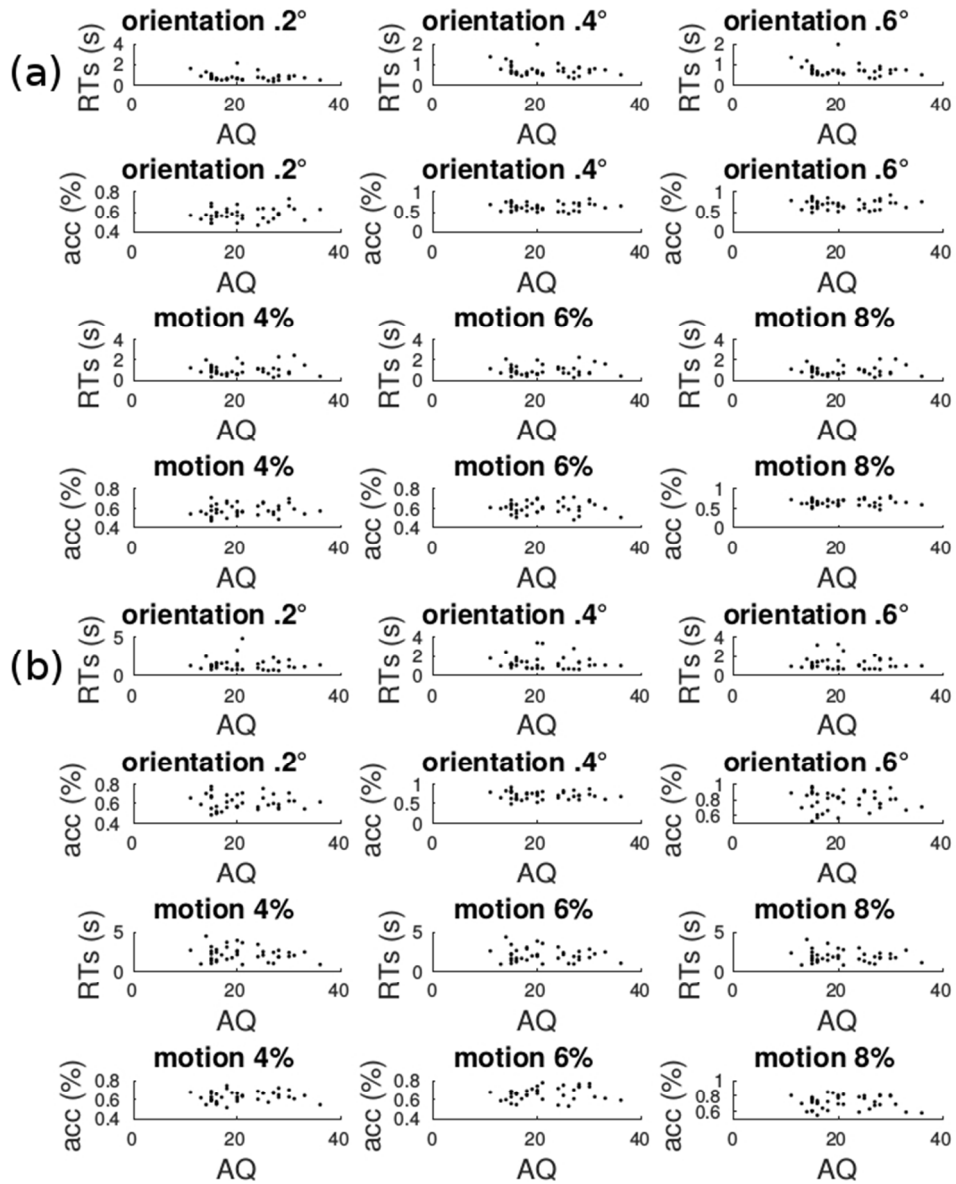 orientation .2° orientation .4° orientation .6°
(a)
RTs (s) 4 2 0 RTs (s) 2 1 0 RTs (s) 2 1 0
0 20 40 0 20 40 0 20 40
AQ AQ AQ
orientation .2° orientation .4° orientation .6°
acc (%) 0.8 0.6 0.4 acc (%) 1 0.5 0 acc (%) 1 0.5 0
0 20 40 0 20 40 0 20 40
AQ AQ AQ
motion 4% motion 6% motion 8%
RTs (s) 4 2 0 RTs (s) 4 2 0 RTs (s) 4 2 0
0 20 40 0 20 40 0 20 40
AQ AQ AQ
motion 4% motion 6% motion 8%
acc (%) 0.8 0.6 0.4 acc (%) 0.8 0.6 0.4 acc (%) 1 0.5 0
0 20 40 0 20 40 0 20 40
AQ AQ AQ
orientation .2° orientation .4° orientation .6°
(b)
RTs (s) 5 0 RTs (s) 4 2 0 RTs (s) 4 2 0
0 20 40 0 20 40 0 20 40
AQ AQ AQ
orientation .2° orientation .4° orientation .6°
acc (%) 0.8 0.6 0.4 acc (%) 1 0.5 0 acc (%) 1 0.8 0.6
0 20 40 0 20 40 0 20 40
AQ AQ AQ
motion 4% motion 6% motion 8%
RTs (s) 5 0 RTs (s) 5 0 RTs (s) 5 0
0 20 40 0 20 40 0 20 40
AQ AQ AQ
motion 4% motion 6% motion 8%
acc (%) 0.8 0.6 0.4 acc (%) 0.8 0.6 0.4 acc (%) 1 0.8 0.6
0 20 40 0 20 40 0 20 40
AQ AQ AQ